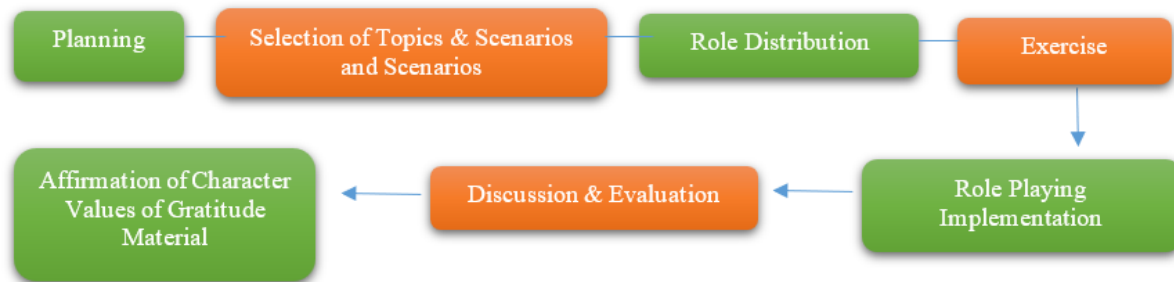 Planning
Selection of Topics & Scenarios
and Scenarios
Role Distribution
Exercise
Role Playing
Implementation
Discussion & Evaluation
Affirmation of Character
Values of Gratitude
Material